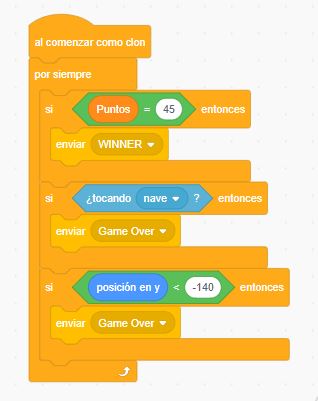 al comenzar como clon
por siempre
si Puntos = 45 entonces
enviar WINNER
si ¿tocando nave ? entonces
enviar Game Over
si posición en y < -140 entonces
enviar Game Over